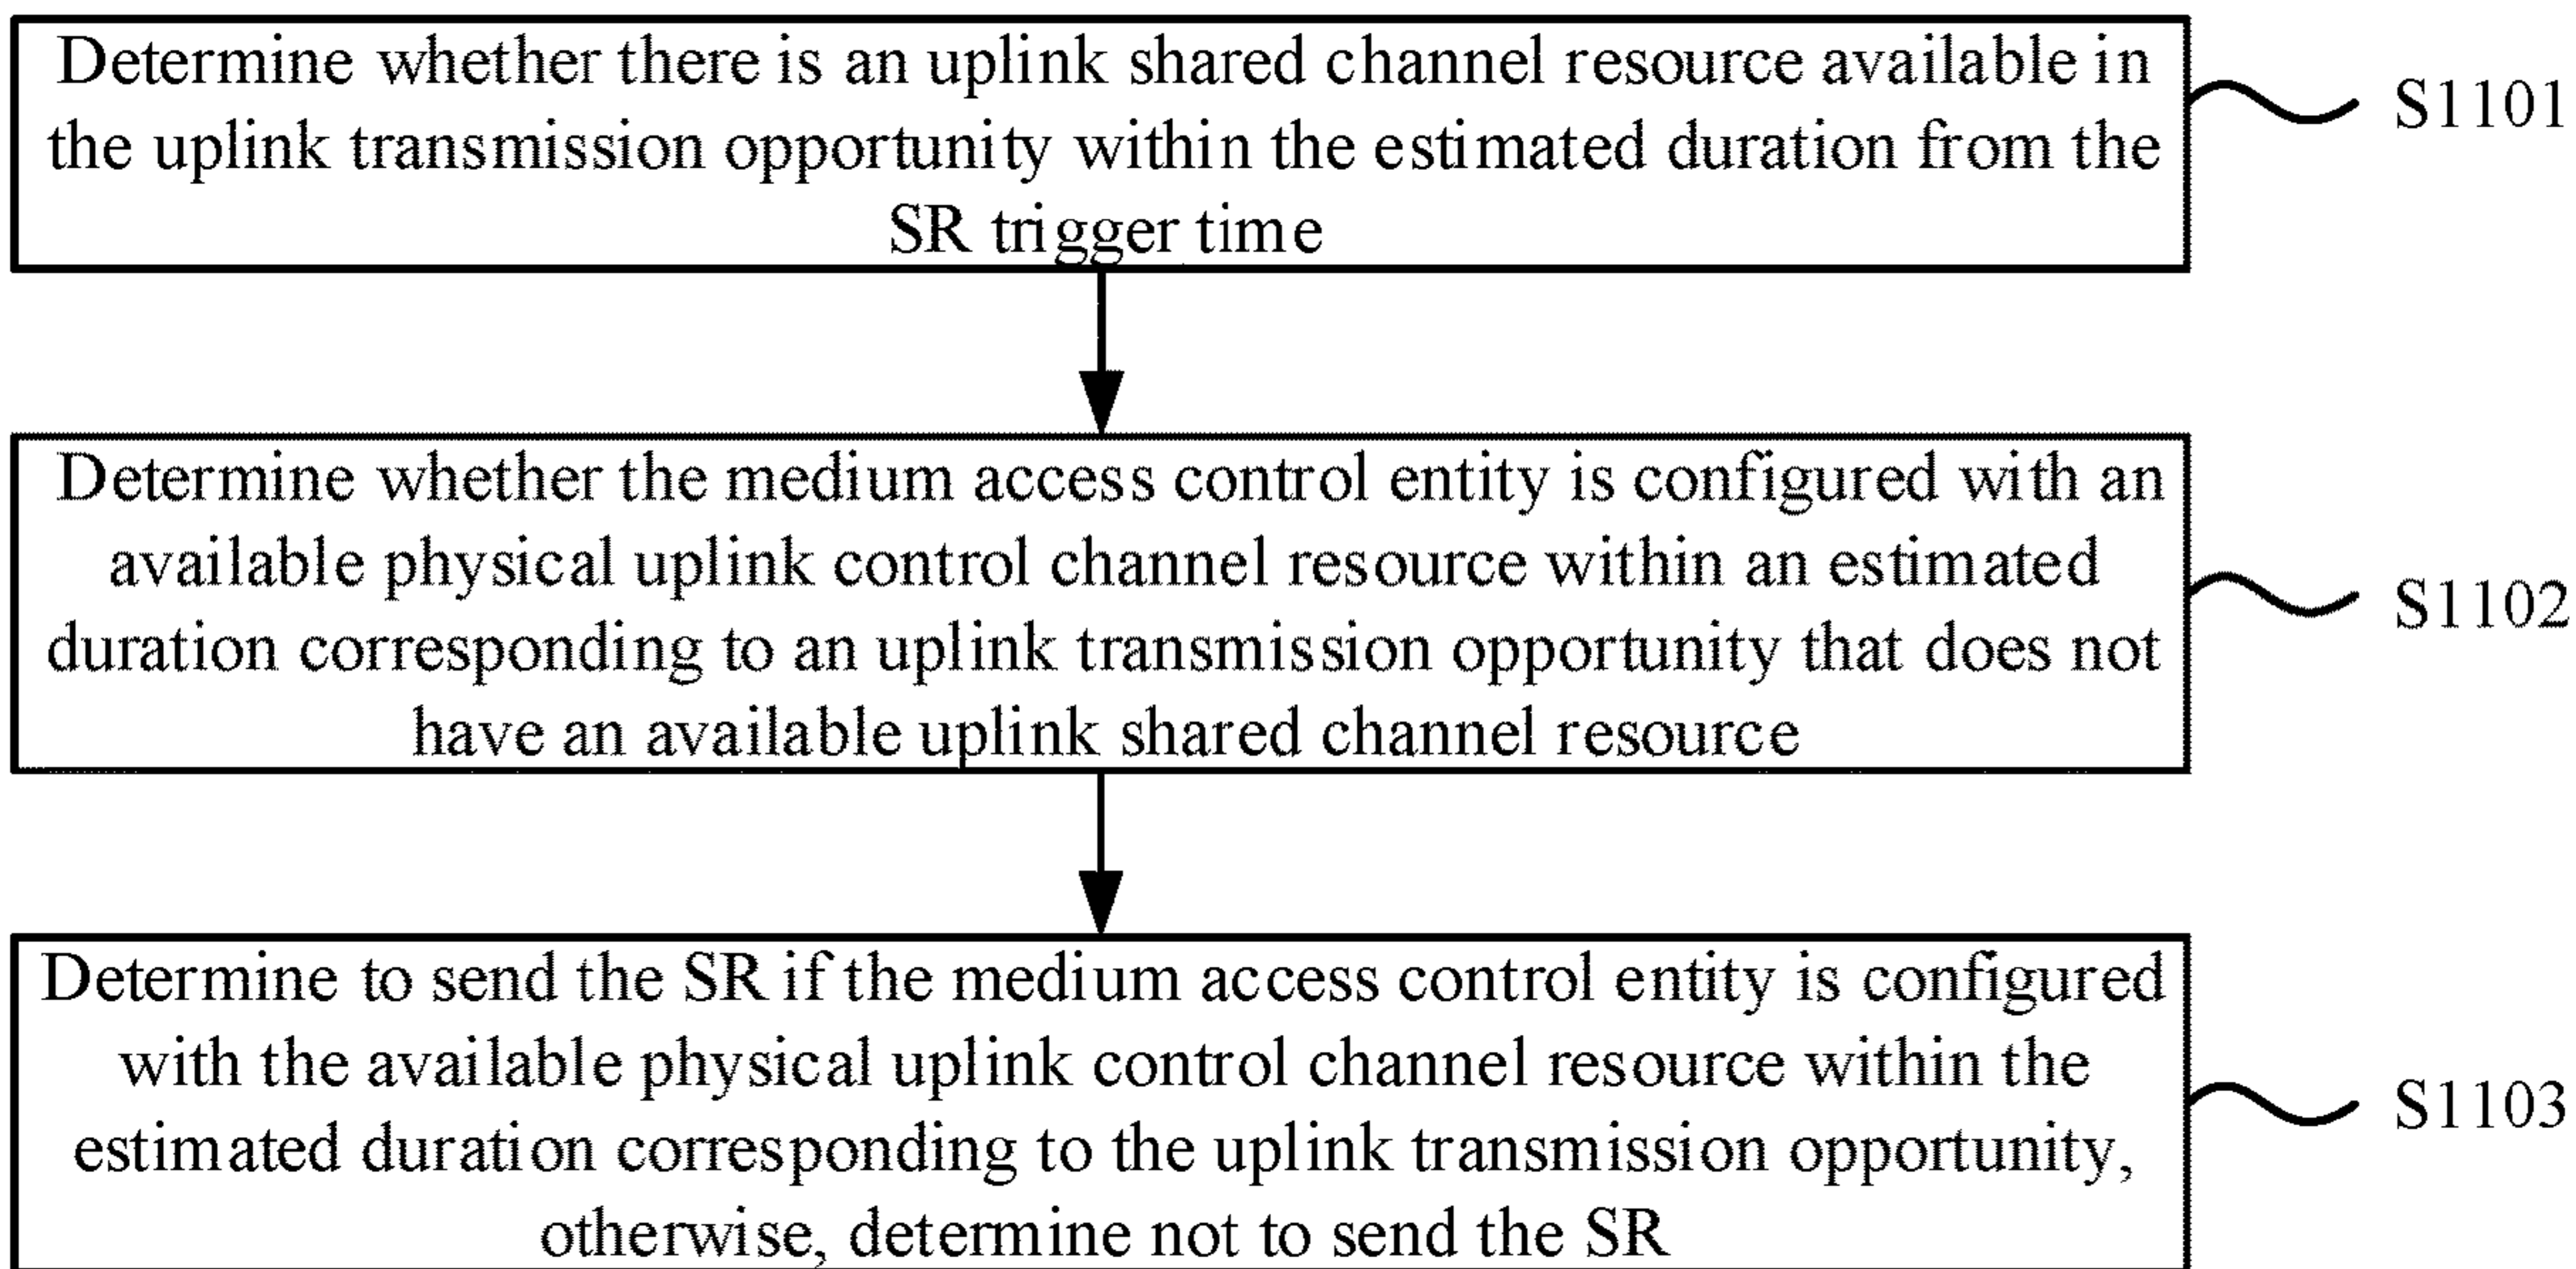 Determine whether there is an uplink shared channel resource available in
the uplink transmission opportunity within the estimated duration from the
SR trigger time
S1101
Determine whether the medium access control entity is configured with an
available physical uplink control channel resource within an estimated
duration corresponding to an uplink transmission opportunity that does not
have an available uplink shared channel resource
S1102
Determine to send the SR if the medium access control entity is configured
with the available physical uplink control channel resource within the
estimated duration corresponding to the uplink transmission opportunity,
otherwise, determine not to send the SR
S1103